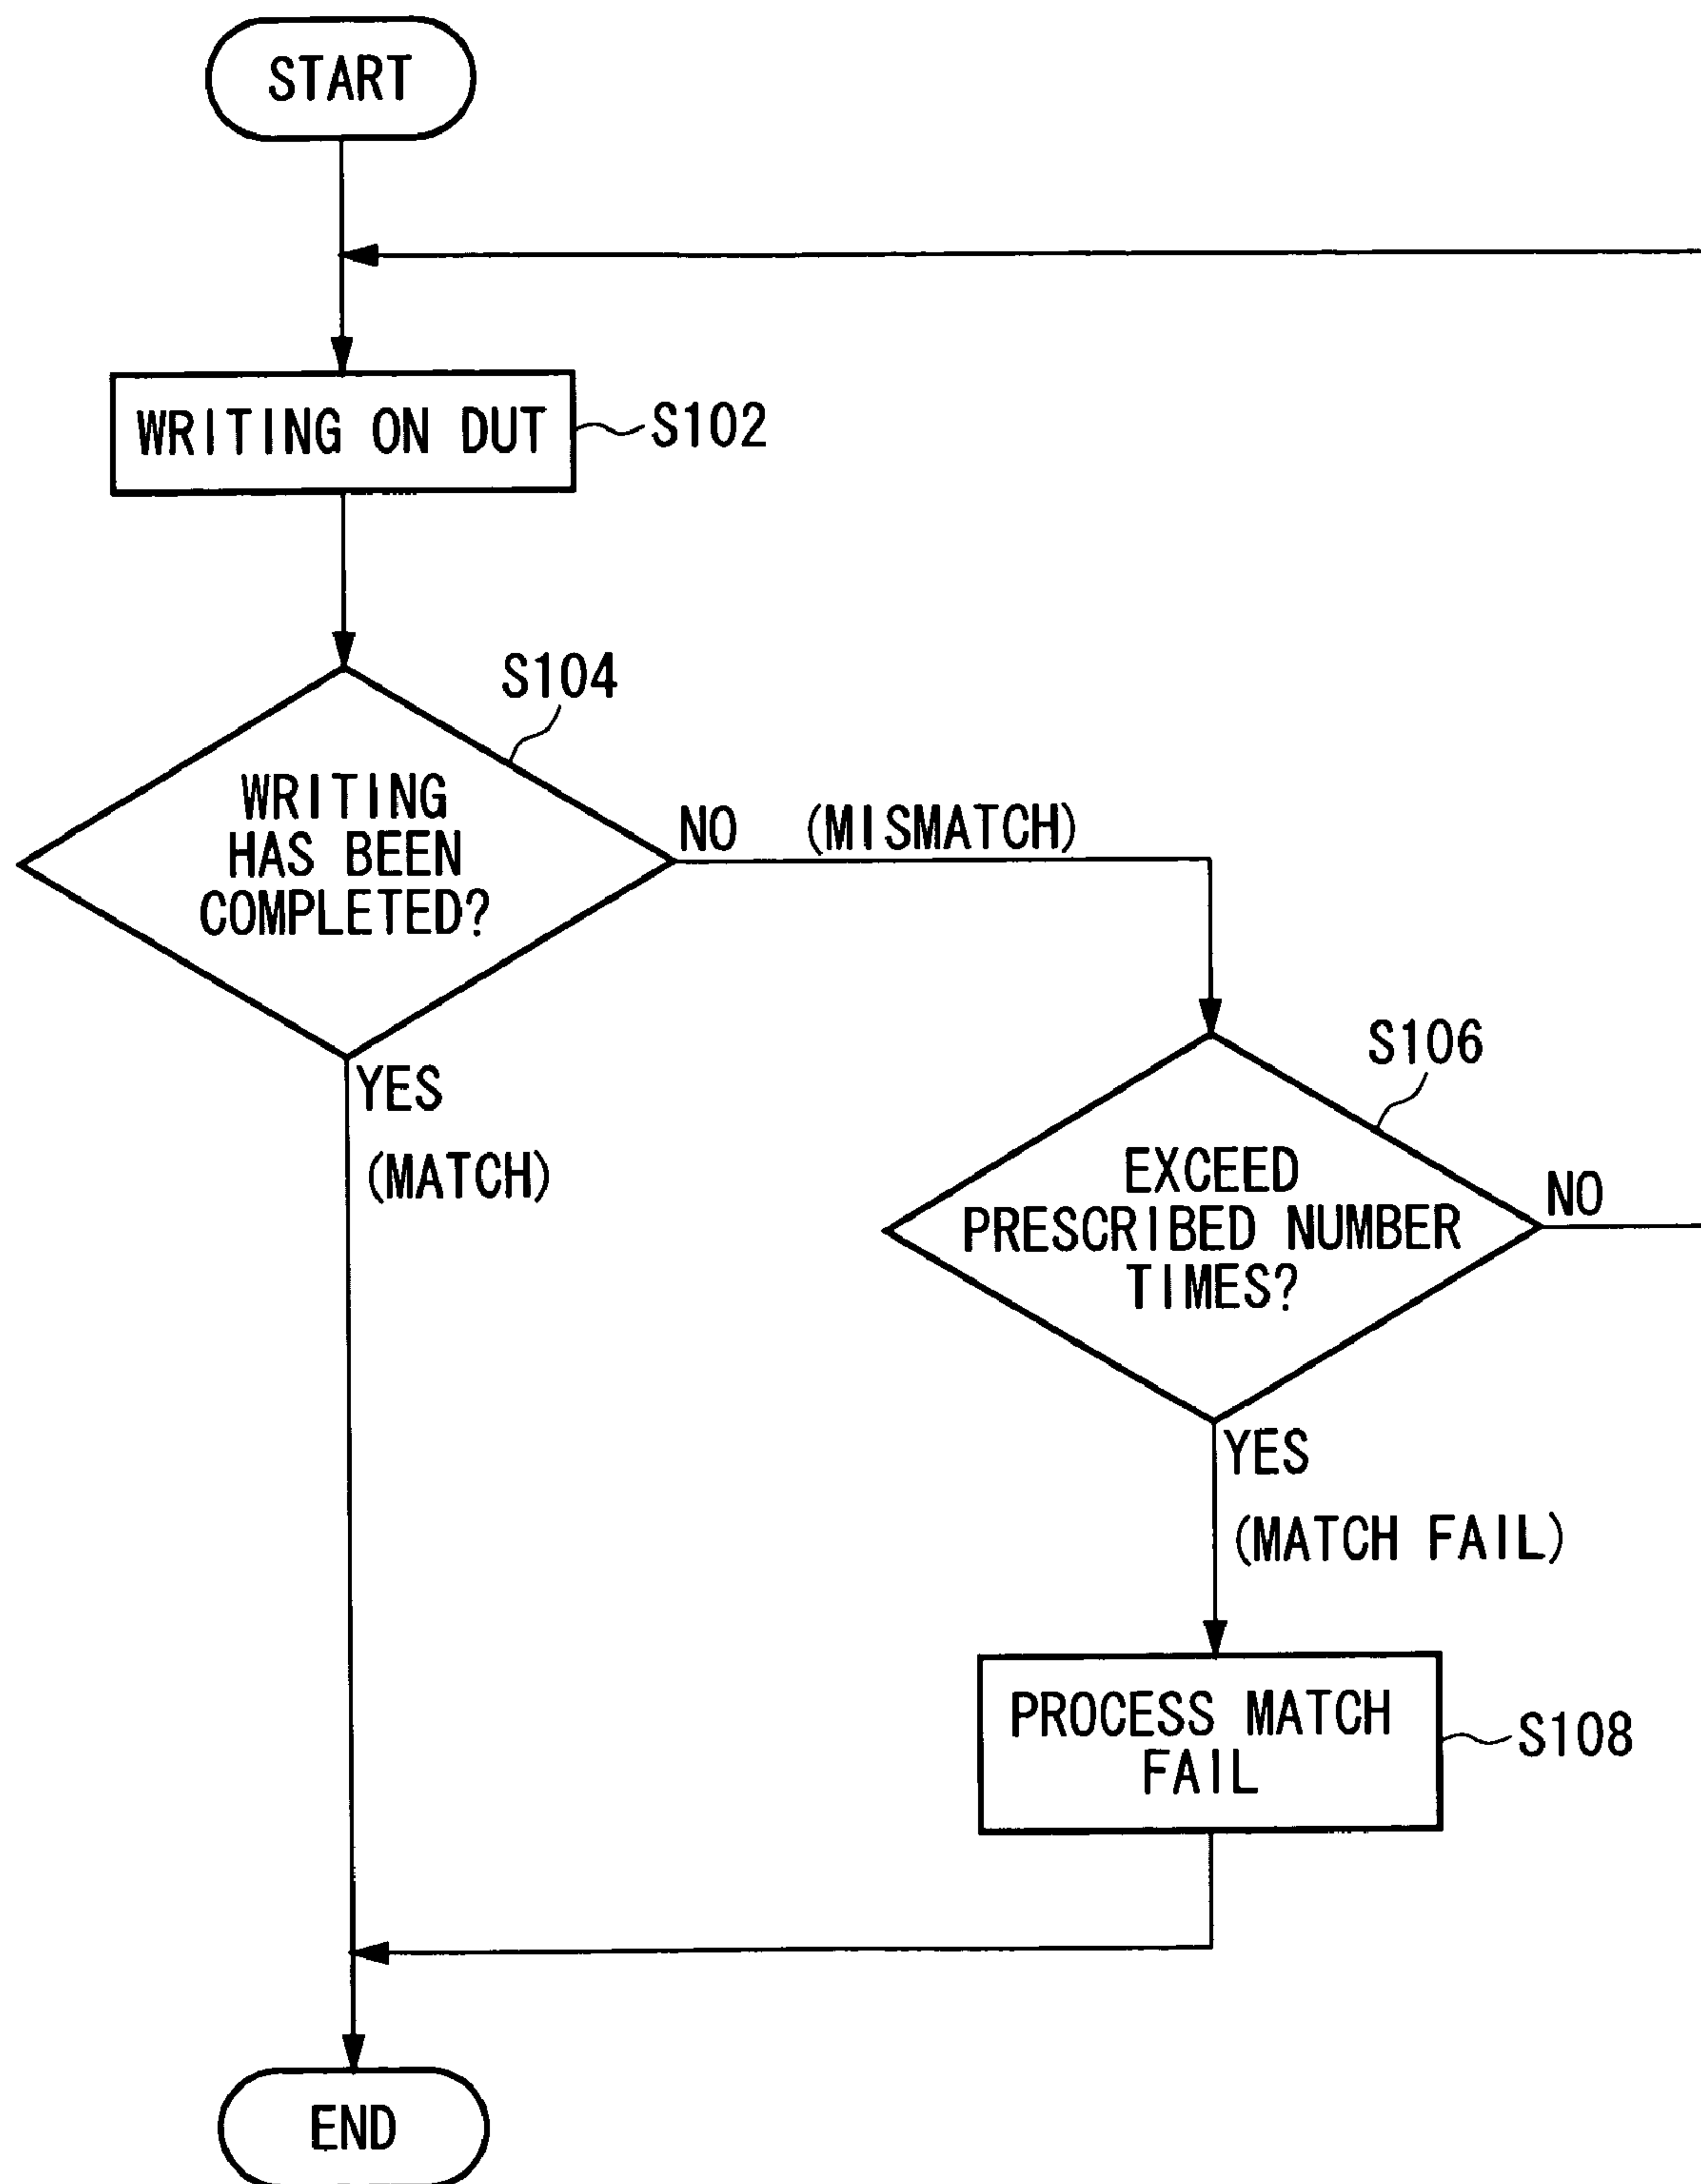 START
WRITING ON DUT
S102
S104
WRITING
HAS BEEN
COMPLETED?
NO (MISMATCH)
YES
(MATCH)
S106
EXCEED
PRESCRIBED NUMBER
TIMES?
NO
YES
(MATCH FAIL)
PROCESS MATCH
FAIL
S108
END